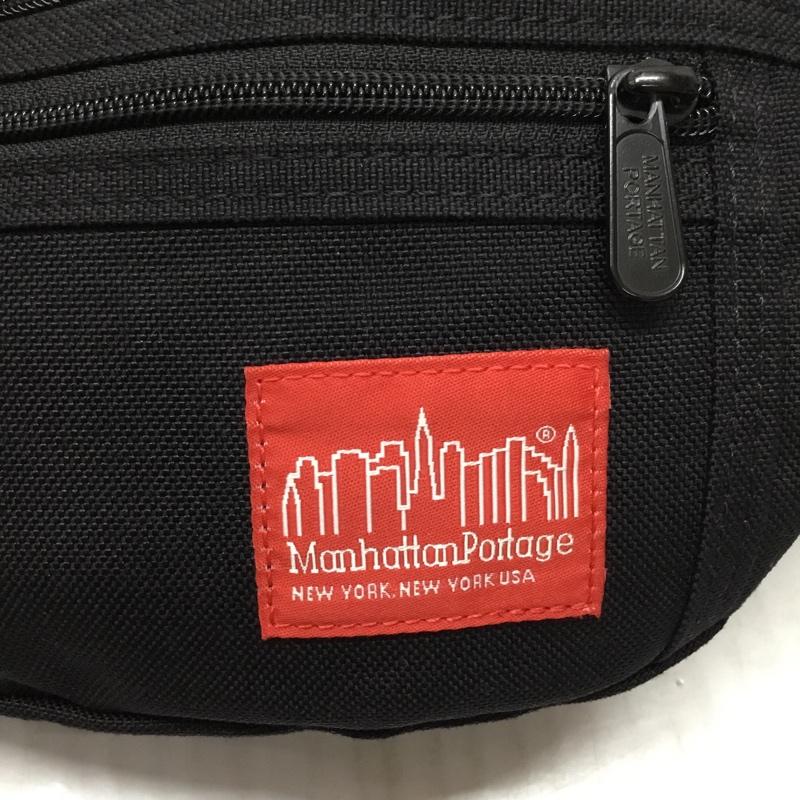 MANHATTAN
PORTAGE
®
ManhattanPortage
NEW YORK, NEW YORK USA